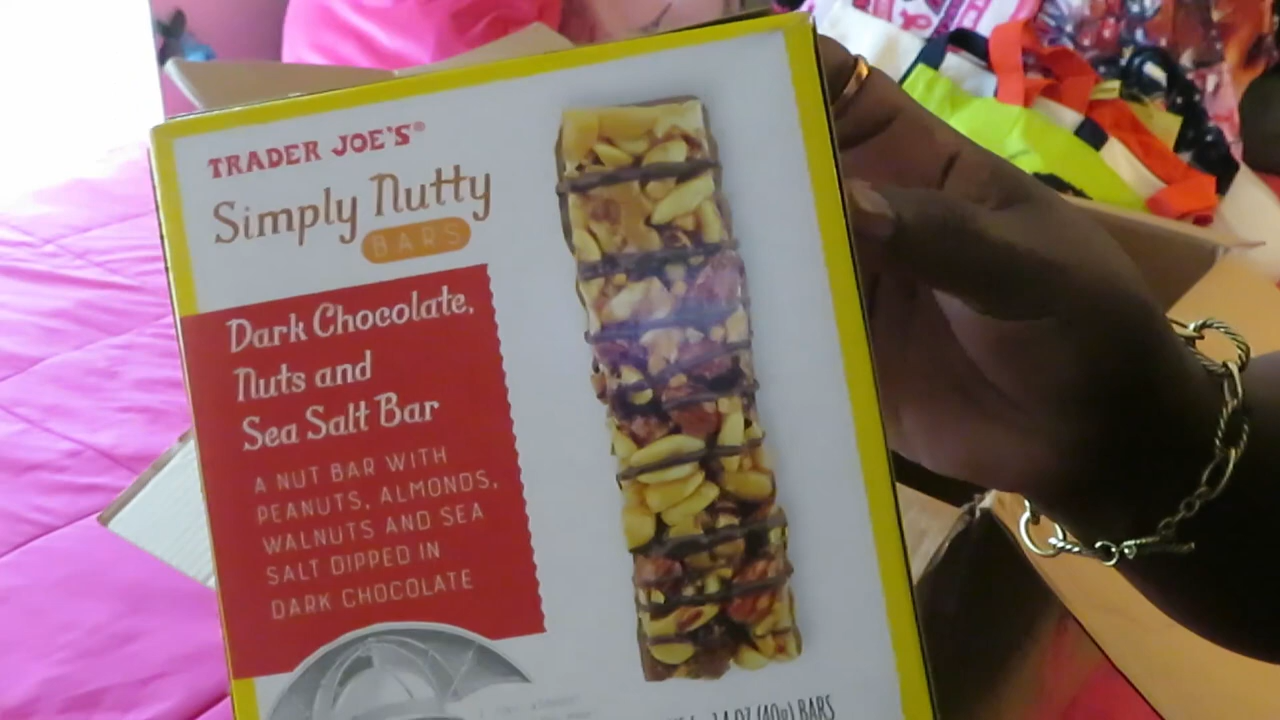 TRADER JOE'S®
Simply Nutty
BARS
Dark Chocolate,
Nuts and
Sea Salt Bar
A NUT BAR WITH
PEANUTS, ALMONDS,
WALNUTS AND SEA
SALT DIPPED IN
DARK CHOCOLATE
1.4 OZ (40g) BARS